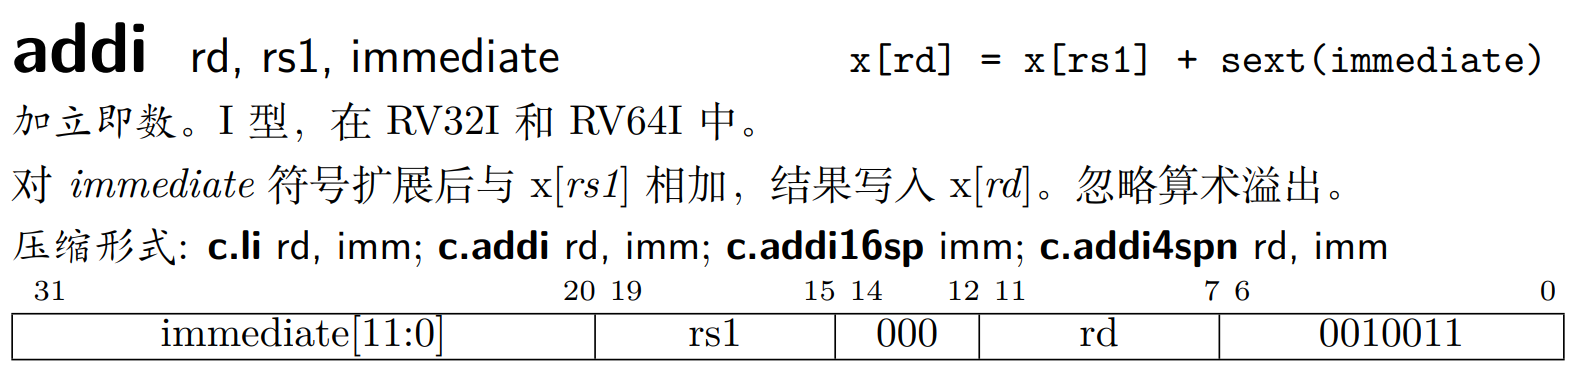 addi rd, rs1, immediate x[rd] = x[rs1] + sext(immediate)
加立即数。I 型，在 RV32I 和 RV64I 中。
对 immediate 符号扩展后与 x[rs1] 相加，结果写入 x[rd]。忽略算术溢出。
压缩形式: c.li rd, imm; c.addi rd, imm; c.addi16sp imm; c.addi4spn rd, imm
31 20 19 15 14 12 11 7 6 0
immediate[11:0] rs1 000 rd 0010011